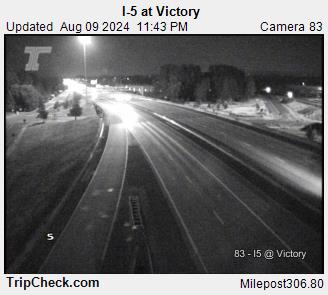 I-5 at Victory
Updated Aug 09 2024 11:43 PM Camera 83
T
S
83 - I5 @ Victory
TripCheck.com Milepost306.80